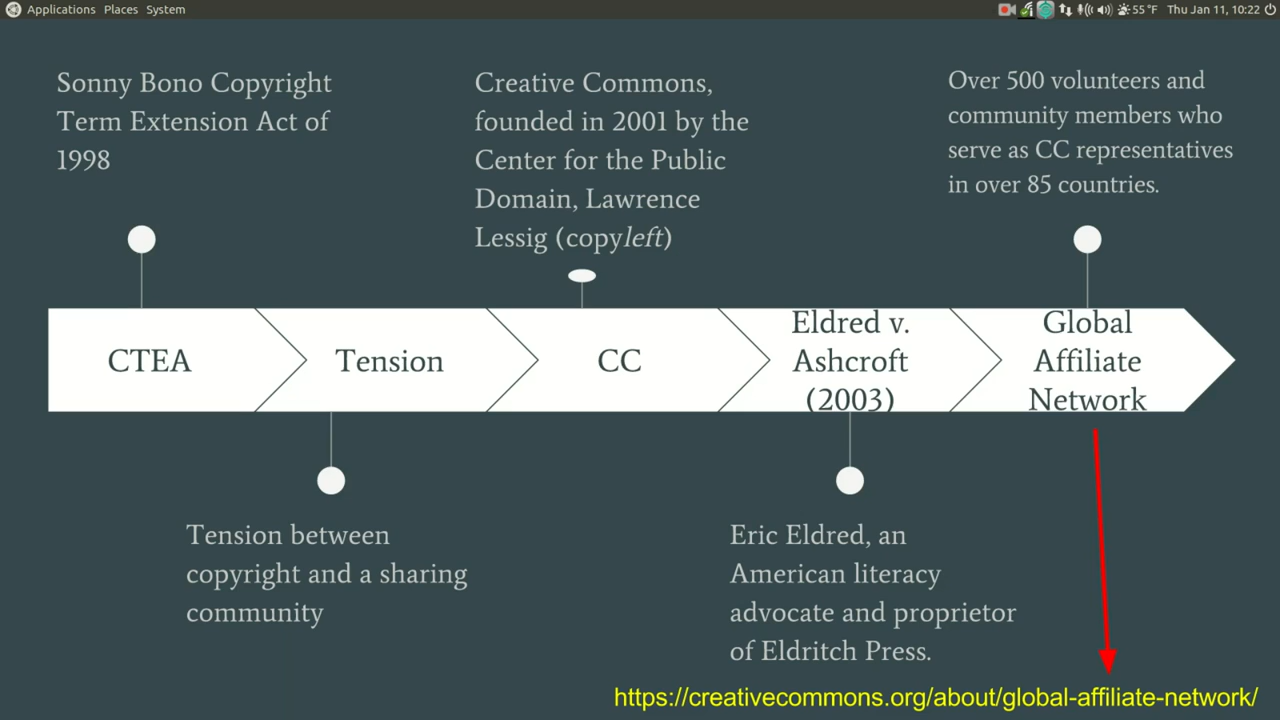 Applications Places System
55 °F Thu Jan 11, 10:22
Sonny Bono Copyright
Term Extension Act of
1998
Creative Commons,
founded in 2001 by the
Center for the Public
Domain, Lawrence
Lessig (copyleft)
Over 500 volunteers and
community members who
serve as CC representatives
in over 85 countries.
CTEA
Tension
CC
Eldred v.
Ashcroft
(2003)
Global
Affiliate
Network
Tension between
copyright and a sharing
community
Eric Eldred, an
American literacy
advocate and proprietor
of Eldritch Press.
https://creativecommons.org/about/global-affiliate-network/